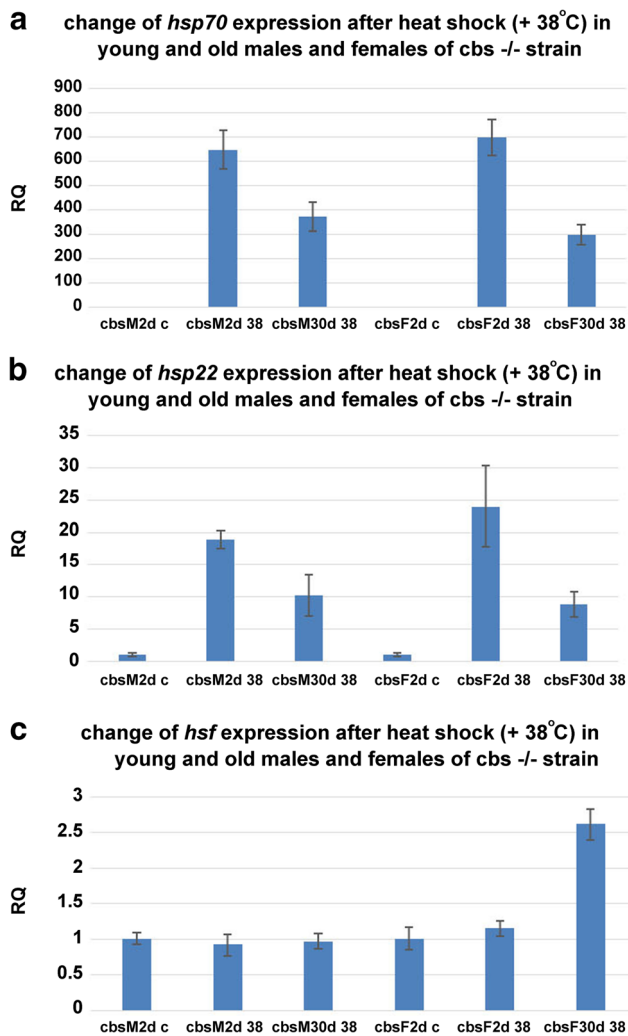 a
change of hsp70 expression after heat shock (+ 38°C) in
young and old males and females of cbs -/- strain
900
800
700
600
500
400
300
200
100
0
RQ
cbsM2d c cbsM2d 38 cbsM30d 38 cbsF2d c cbsF2d 38 cbsF30d 38
b
change of hsp22 expression after heat shock (+ 38°C) in
young and old males and females of cbs -/- strain
35
30
25
20
15
10
5
0
RQ
cbsM2d c cbsM2d 38 cbsM30d 38 cbsF2d c cbsF2d 38 cbsF30d 38
c
change of hsf expression after heat shock (+ 38°C) in
young and old males and females of cbs -/- strain
3
2.5
2
1.5
1
0.5
0
RQ
cbsM2d c cbsM2d 38 cbsM30d 38 cbsF2d c cbsF2d 38 cbsF30d 38